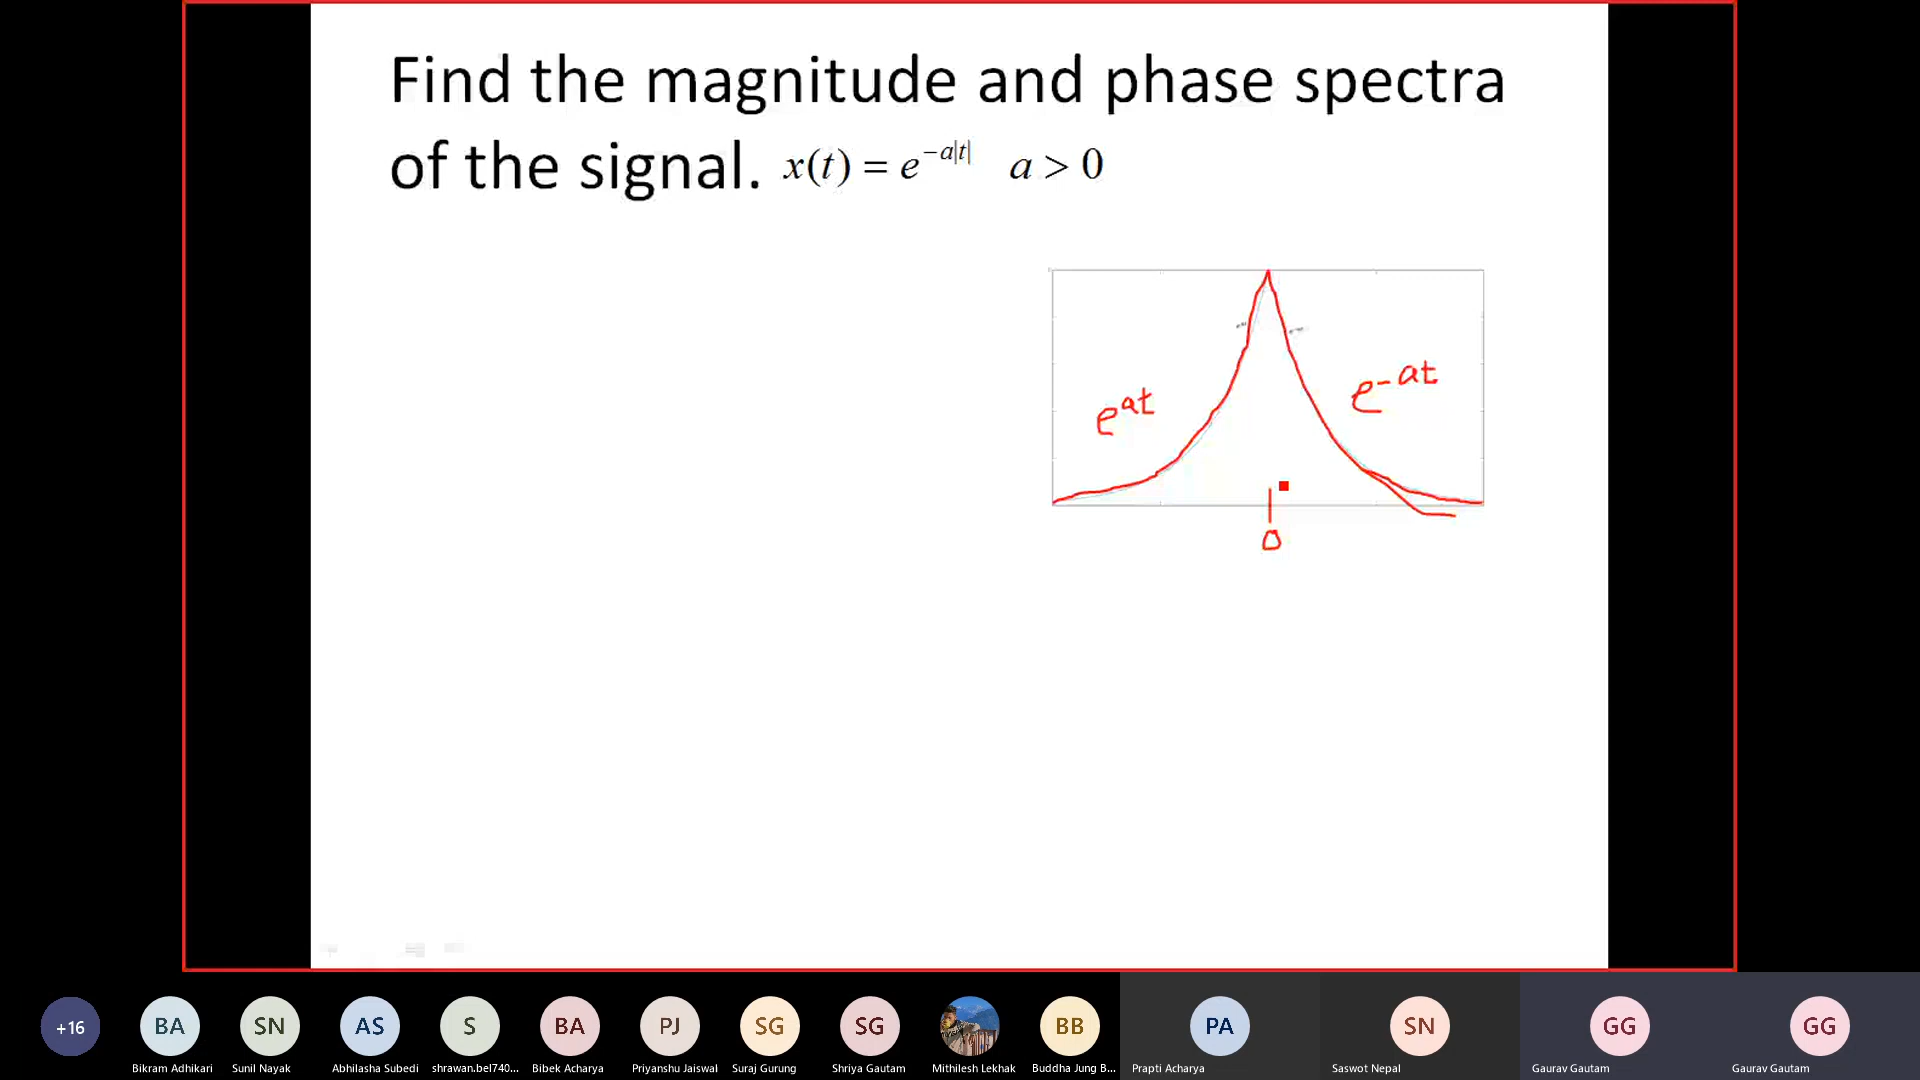 Find the magnitude and phase spectra
of the signal. x(t) = e^{-a|t|} a > 0
e^{at}
e^{-at}
0
+16
BA
SN
AS
S
BA
PJ
SG
SG
BB
PA
SN
GG
GG
Bikram Adhikari
Sunil Nayak
Abhilasha Subedi
shrawan.bel740...
Bibek Acharya
Priyanshu Jaiswal
Suraj Gurung
Shriya Gautam
Mithilesh Lekhak
Buddha Jung B...
Prapti Acharya
Saswot Nepal
Gaurav Gautam
Gaurav Gautam